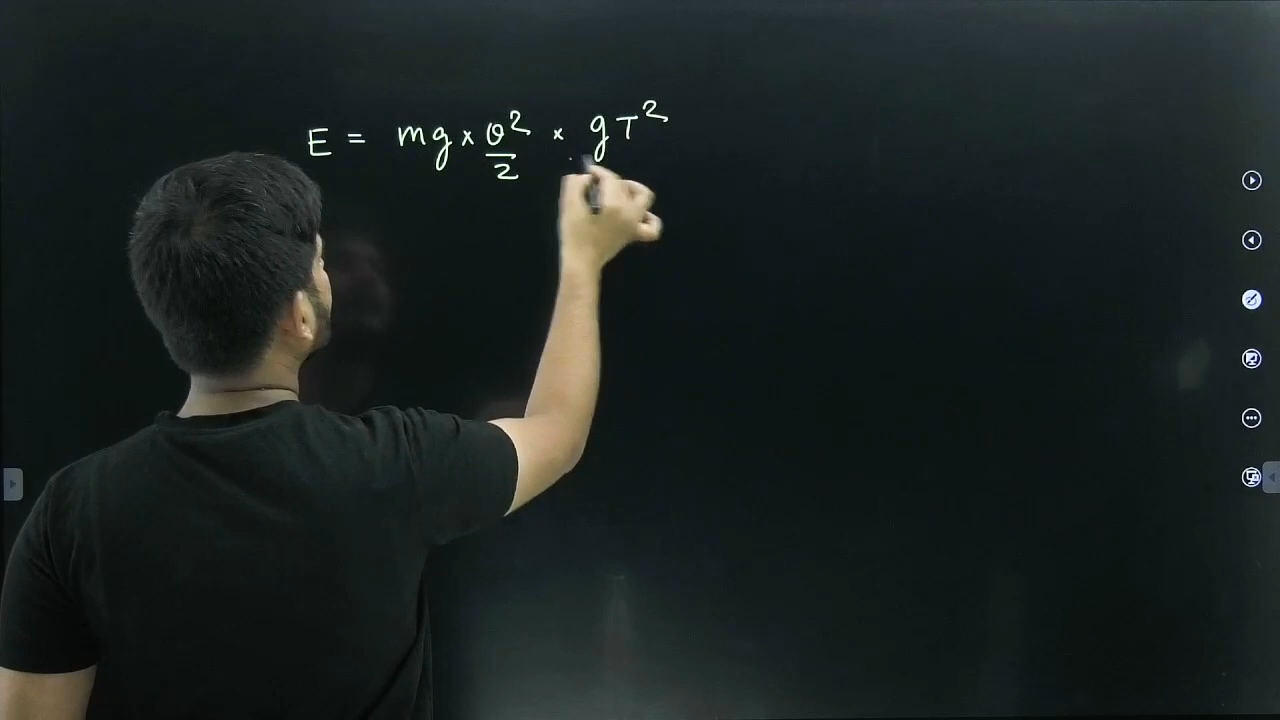 E = mg × θ²/2 × gT²